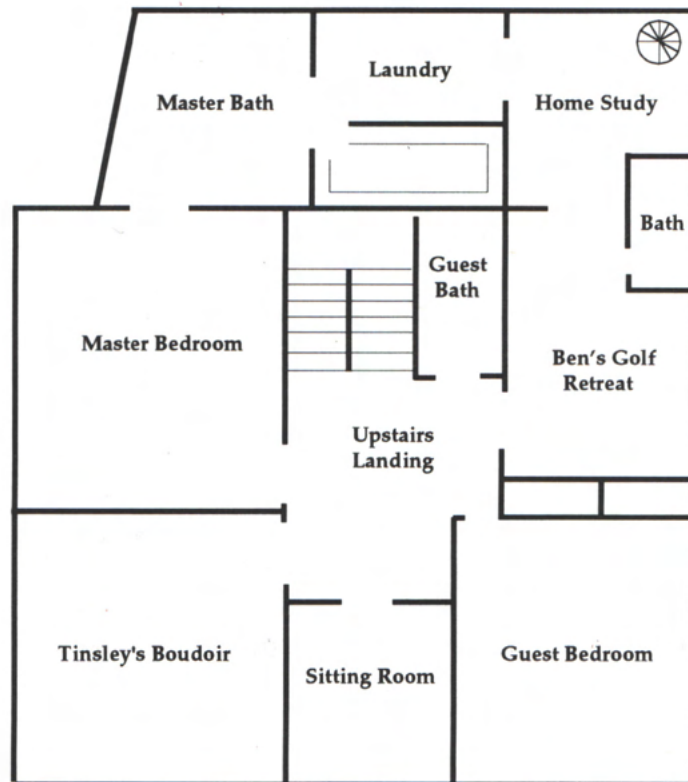 Laundry
Master Bath
Home Study
Bath
Guest
Bath
Master Bedroom
Ben's Golf
Retreat
Upstairs
Landing
Tinsley's Boudoir
Sitting Room
Guest Bedroom